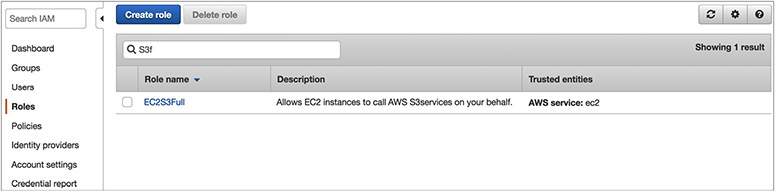 Search IAM
Create role
Delete role
Dashboard
Groups
Users
Roles
Policies
Identity providers
Account settings
Credential report
S3f
Showing 1 result
Role name Description Trusted entities
EC2S3Full Allows EC2 instances to call AWS S3services on your behalf. AWS service: ec2